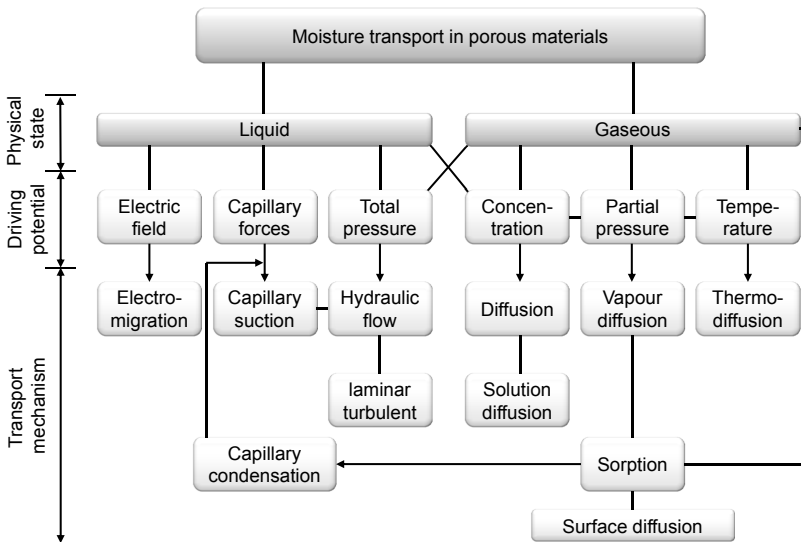 Moisture transport in porous materials
Physical
state
Liquid
Gaseous
Driving
potential
Electric
field
Capillary
forces
Total
pressure
Concen-
tration
Partial
pressure
Tempe-
rature
Transport
mechanism
Electro-
migration
Capillary
suction
Hydraulic
flow
Diffusion
Vapour
diffusion
Thermo-
diffusion
laminar
turbulent
Solution
diffusion
Capillary
condensation
Sorption
Surface diffusion